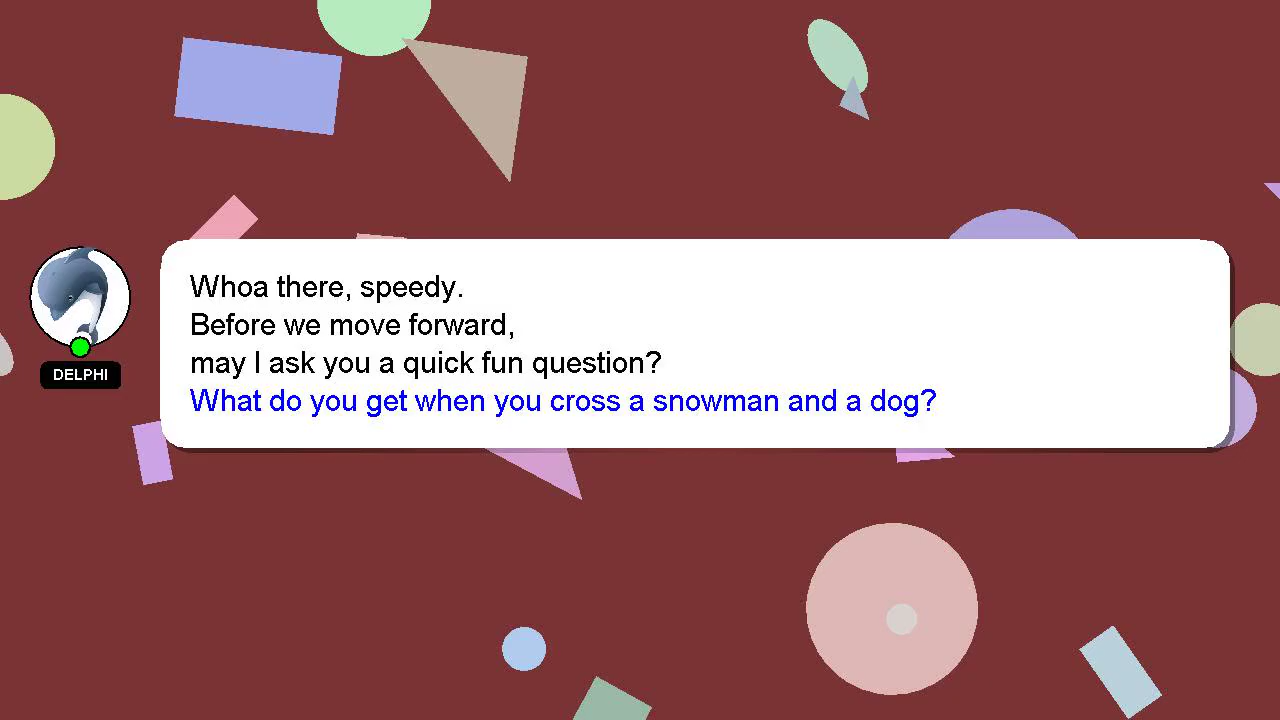 Whoa there, speedy.
Before we move forward,
may I ask you a quick fun question?
What do you get when you cross a snowman and a dog?
DELPHI